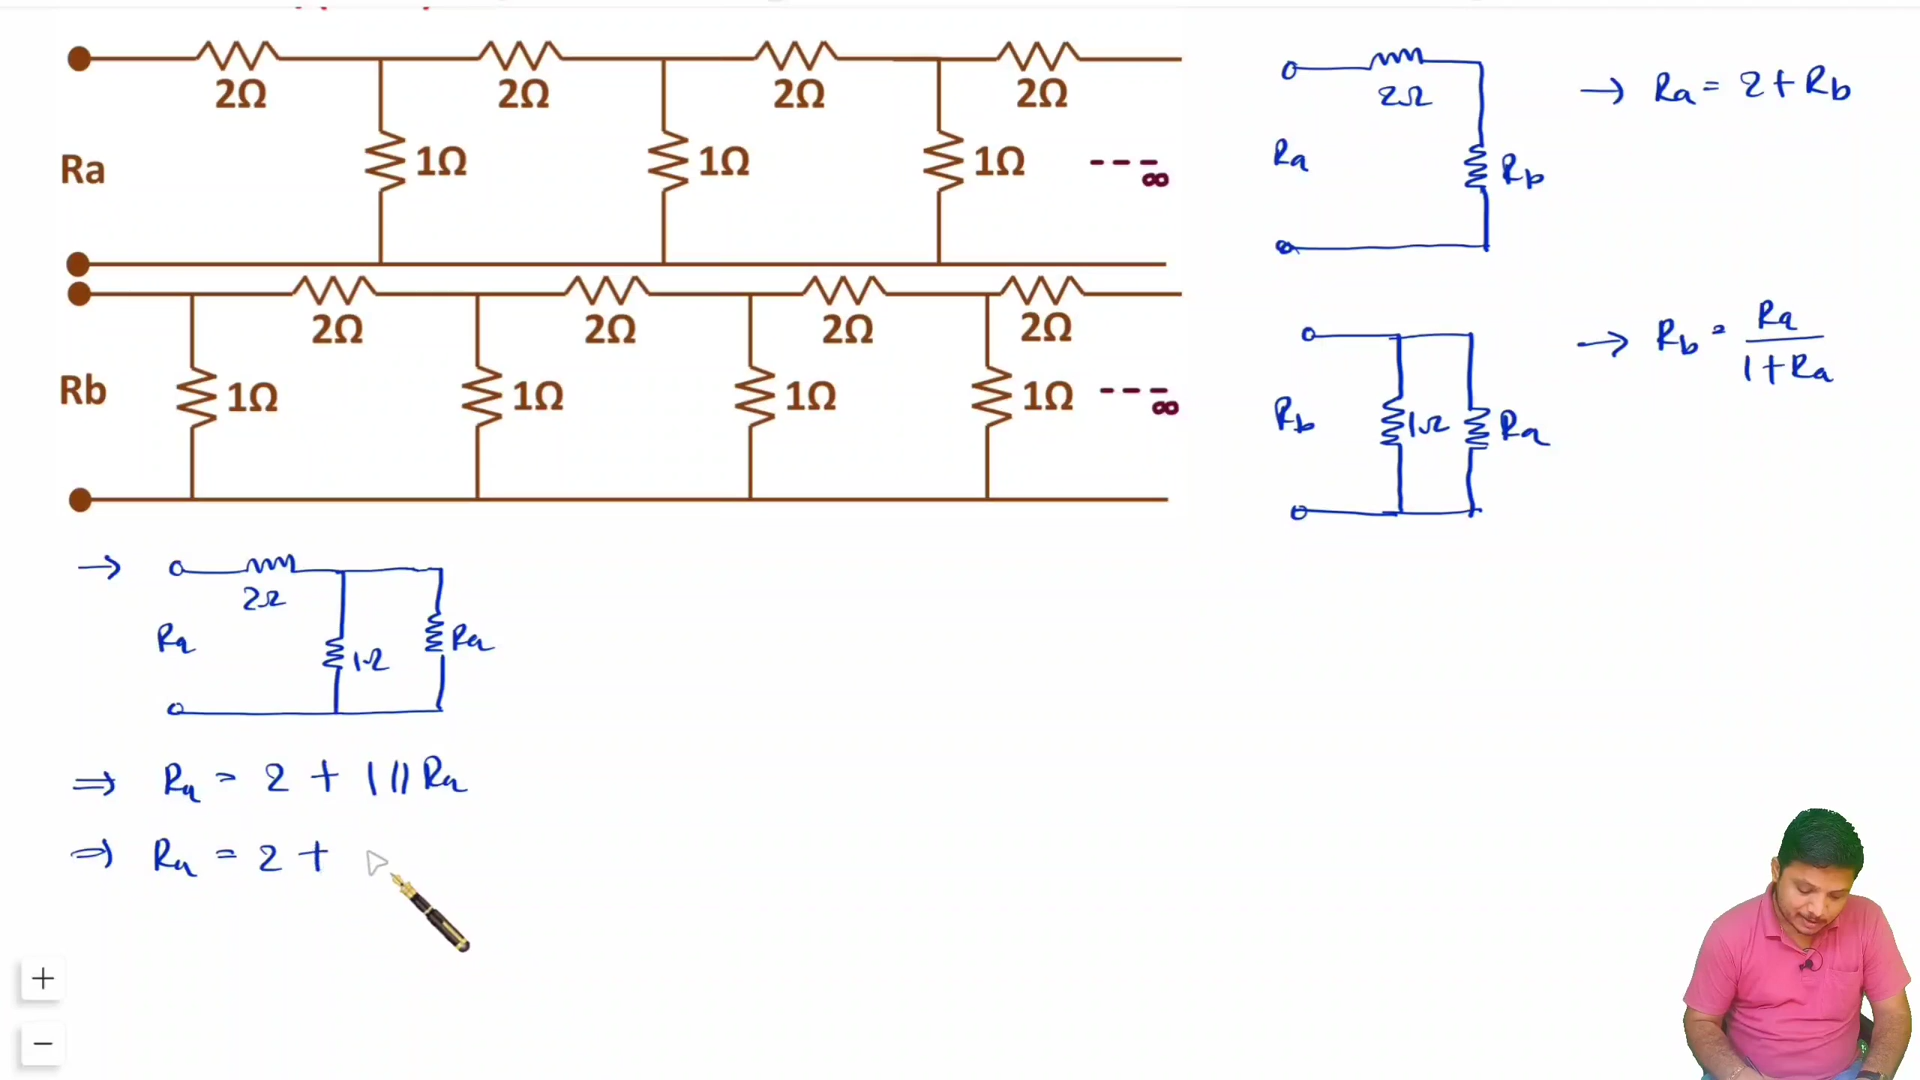 2Ω 2Ω 2Ω 2Ω
Ra 1Ω 1Ω 1Ω --- ∞
2Ω 2Ω 2Ω 2Ω
Rb 1Ω 1Ω 1Ω 1Ω --- ∞
2Ω → Ra = 2 + Rb
Ra Rb
→ Rb = Ra / 1 + Ra
Rb 1Ω Ra
→ 2Ω
Ra 1Ω Ra
⇒ Ra = 2 + 1 || Ra
⇒ Ra = 2 +
+
−